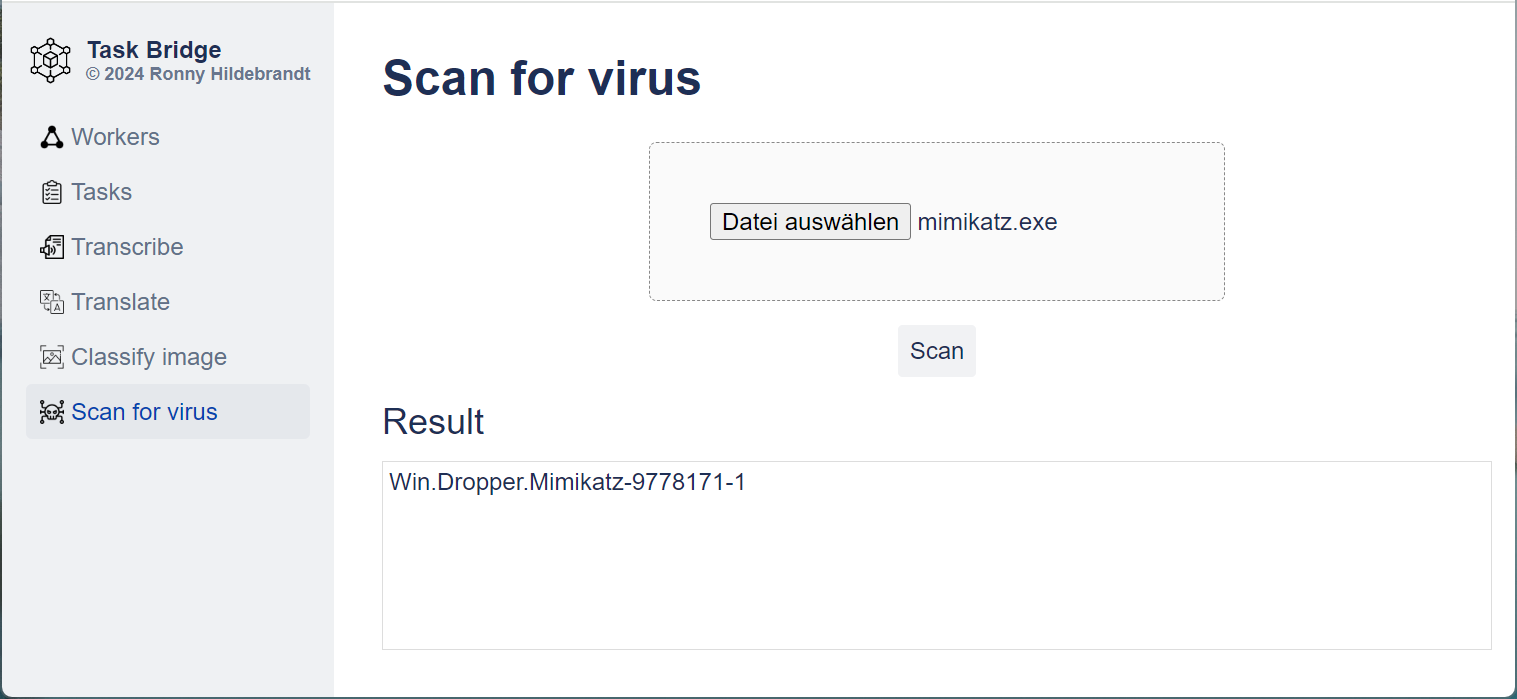 Task Bridge
© 2024 Ronny Hildebrandt
Workers
Tasks
Transcribe
Translate
Classify image
Scan for virus
Scan for virus
Datei auswählen mimikatz.exe
Scan
Result
Win.Dropper.Mimikatz-9778171-1